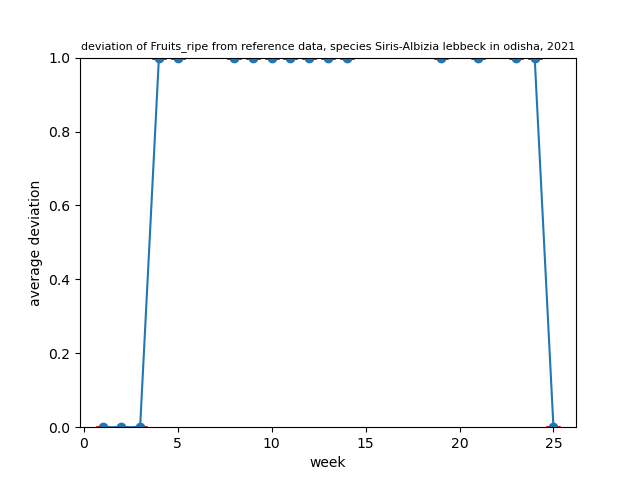 deviation of Fruits_ripe from reference data, species Siris-Albizia lebbeck in odisha, 2021
1.0
0.8
0.6
0.4
0.2
0.0
average deviation
0 5 10 15 20 25
week